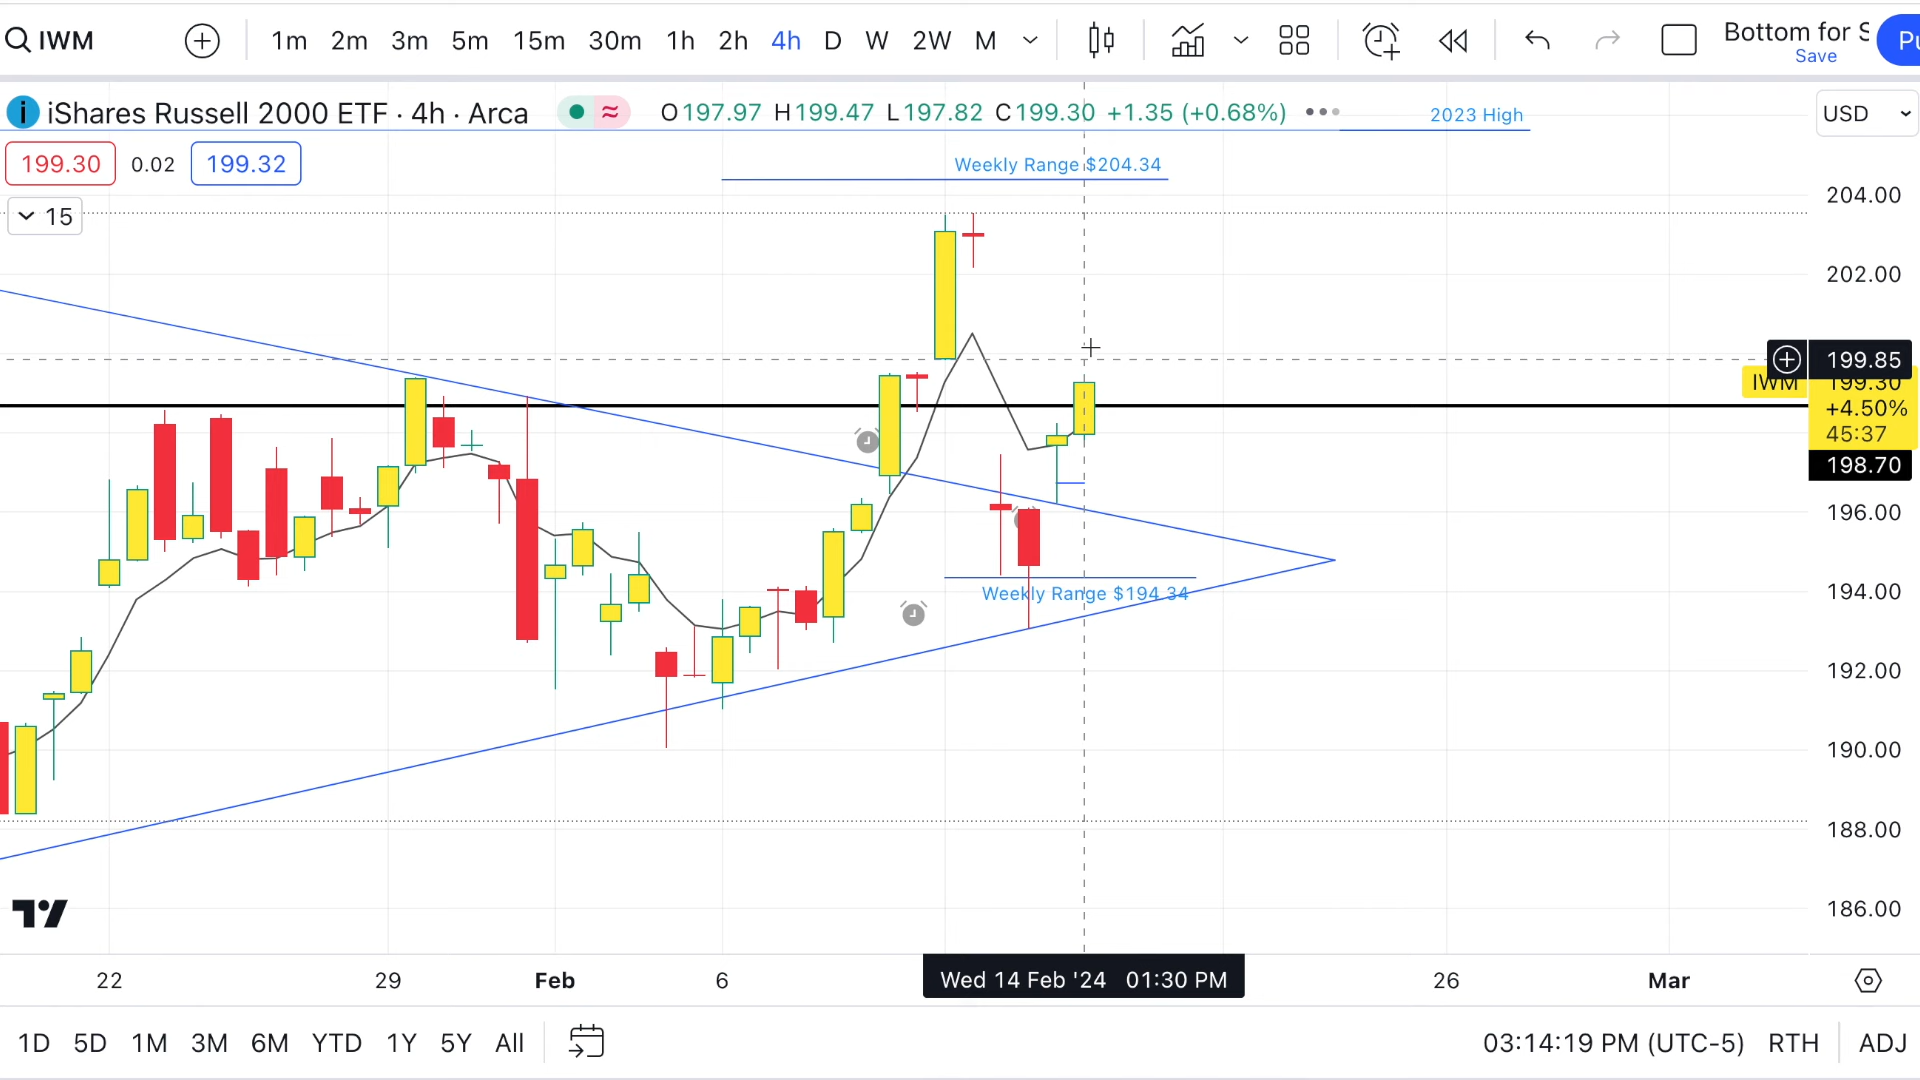 IWM 1m 2m 3m 5m 15m 30m 1h 2h 4h D W 2W M Bottom for S
Save
iShares Russell 2000 ETF · 4h · Arca O197.97 H199.47 L197.82 C199.30 +1.35 (+0.68%) 2023 High USD
199.30 0.02 199.32 Weekly Range $204.34
15
204.00
202.00
199.85
IWM 199.30
+4.50%
45:37
198.70
196.00
Weekly Range $194.34
194.00
192.00
190.00
188.00
186.00
22 29 Feb 6 Wed 14 Feb '24 01:30 PM 26 Mar
1D 5D 1M 3M 6M YTD 1Y 5Y All 03:14:19 PM (UTC-5) RTH ADJ